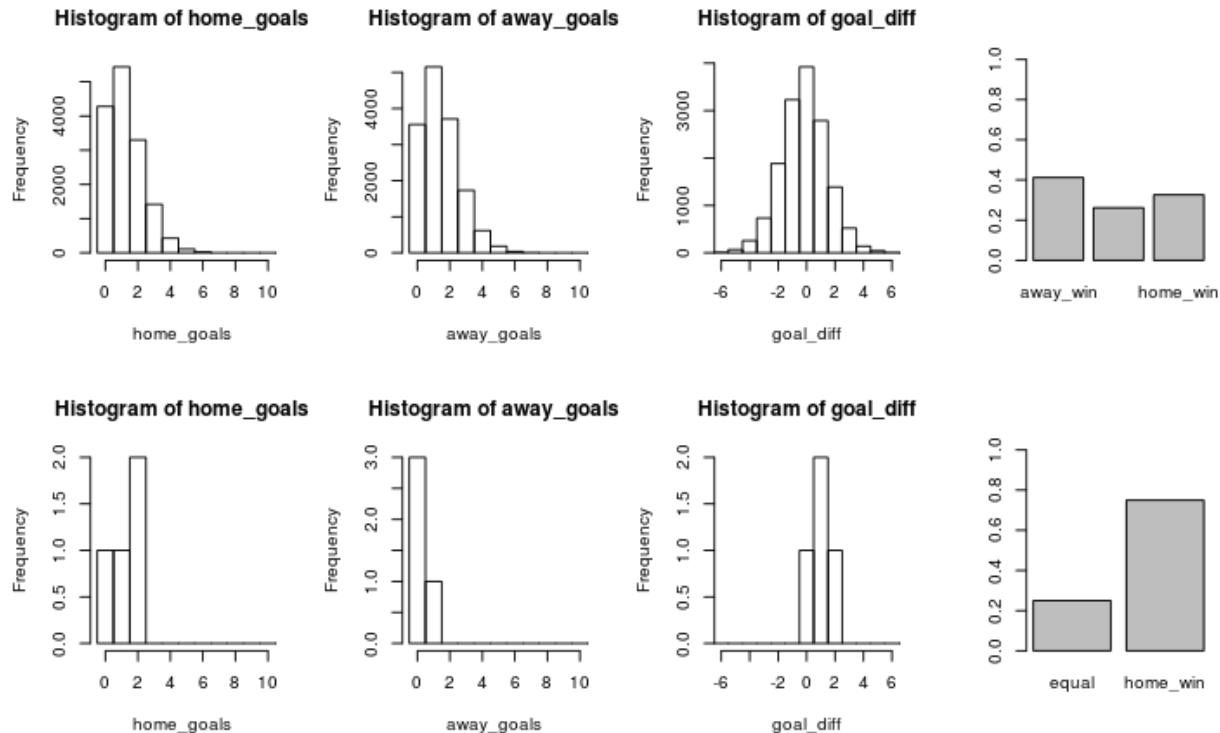 Histogram of home_goals
Frequency
0 2000 4000
0 2 4 6 8 10
home_goals
Histogram of away_goals
Frequency
0 2000 4000
0 2 4 6 8 10
away_goals
Histogram of goal_diff
Frequency
0 1000 3000
-6 -2 0 2 4 6
goal_diff
0.0 0.2 0.4 0.6 0.8 1.0
away_win home_win
Histogram of home_goals
Frequency
0.0 0.5 1.0 1.5 2.0
0 2 4 6 8 10
home_goals
Histogram of away_goals
Frequency
0.0 1.0 2.0 3.0
0 2 4 6 8 10
away_goals
Histogram of goal_diff
Frequency
0.0 0.5 1.0 1.5 2.0
-6 -2 0 2 4 6
goal_diff
0.0 0.2 0.4 0.6 0.8 1.0
equal home_win